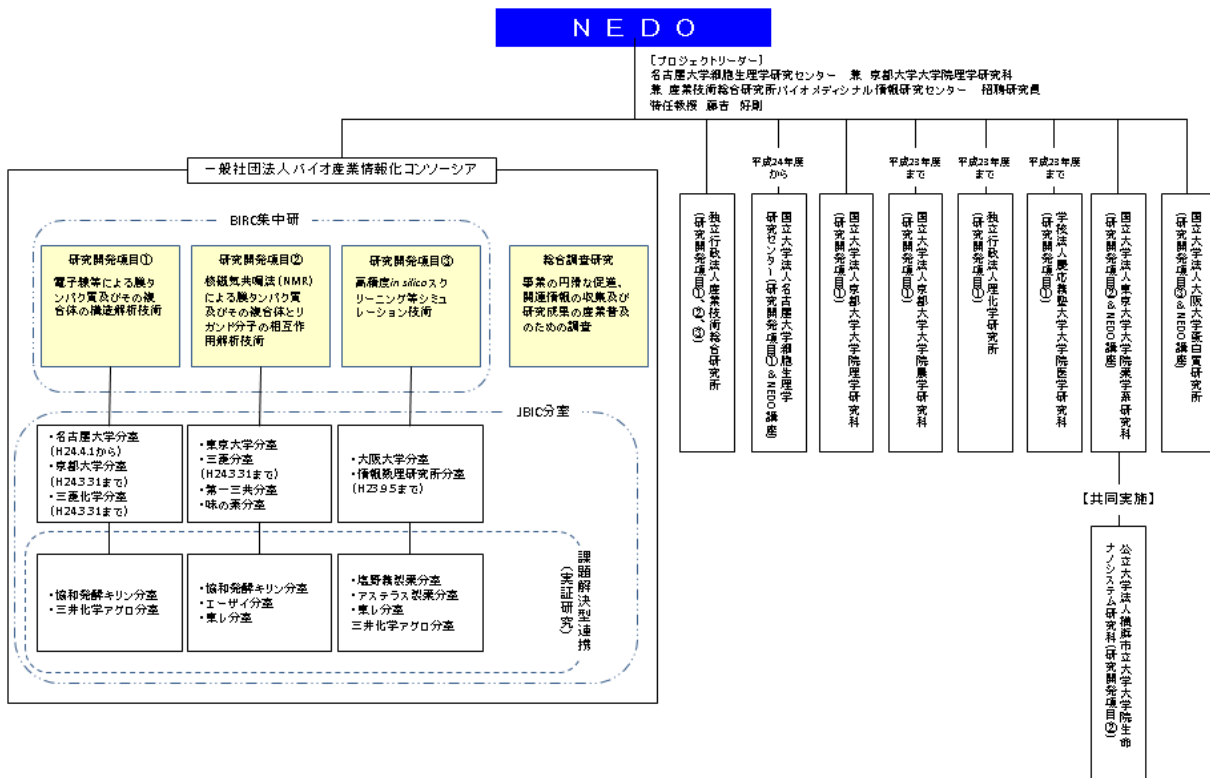 NEDO
[プロジェクトリーダー]
名古屋大学細胞生理学研究センター 兼 京都大学大学院理学研究科
兼 産業技術総合研究所バイオメディシナル情報研究センター 招聘研究員
特任教授 藤吉 好則
一般社団法人バイオ産業情報化コンソーシア
BIRC集中研
研究開発項目①
電子線等による膜タ
ンパク質及びその複
合体の構造解析技術
研究開発項目②
核磁気共鳴法(NMR)
による膜タンパク質
及びその複合体とリ
ガンド分子の相互作
用解析技術
研究開発項目③
高精度in silicoスク
リーニング等シミュ
レーション技術
総合調査研究
事業の円滑な促進、
関連情報の収集及び
研究成果の産業普及
のための調査
JBIC分室
・名古屋大学分室
(H24.4.1から)
・京都大学分室
(H24.3.31まで)
・三菱化学分室
(H24.3.31まで)
・東京大学分室
・三菱分室
(H24.3.31まで)
・第一三共分室
・味の素分室
・大阪大学分室
・情報数理研究所分室
(H23.9.5まで)
・協和発酵キリン分室
・三井化学アグロ分室
・協和発酵キリン分室
・エーザイ分室
・東レ分室
・塩野義製薬分室
・アステラス製薬分室
・東レ分室
三井化学アグロ分室
課題解決型連携
(実証研究)
独立行政法人産業技術総合研究所
(研究開発項目①、②、③)
平成24年度
から
国立大学法人名古屋大学細胞生理学
研究センター(研究開発項目①&NEDO講座)
国立大学法人京都大学大学院理学研究科
(研究開発項目①)
平成23年度
まで
国立大学法人京都大学大学院農学研究科
(研究開発項目①)
平成23年度
まで
独立行政法人理化学研究所
(研究開発項目①)
平成23年度
まで
学校法人慶応義塾大学大学院医学研究科
(研究開発項目①)
国立大学法人東京大学大学院薬学系研究科
(研究開発項目②&NEDO講座)
国立大学法人大阪大学蛋白質研究所
(研究開発項目③&NEDO講座)
【共同実施】
公立大学法人横浜市立大学大学院生命
ナノシステム研究科(研究開発項目②)